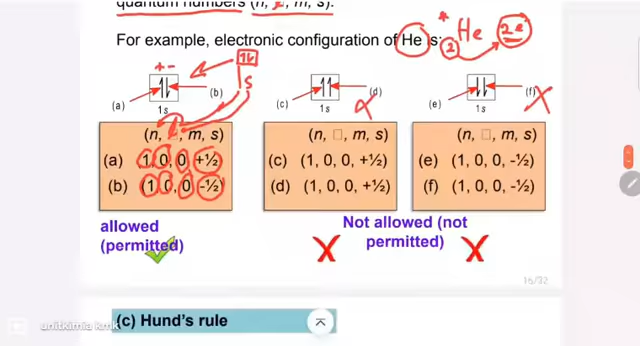 quantum numbers (n, ℓ, m, s).
For example, electronic configuration of He is:
* 2He 2e⁻
+ -
1s
s
(a) (b) (c) (d) (e) (f)
1s 1s 1s
(n, □, m, s) (n, □, m, s) (n, □, m, s)
(a) (1, 0, 0, +½) (c) (1, 0, 0, +½) (e) (1, 0, 0, -½)
(b) (1, 0, 0, -½) (d) (1, 0, 0, +½) (f) (1, 0, 0, -½)
allowed
(permitted)
Not allowed (not
permitted)
16/32
(c) Hund's rule
unitkimia kmk